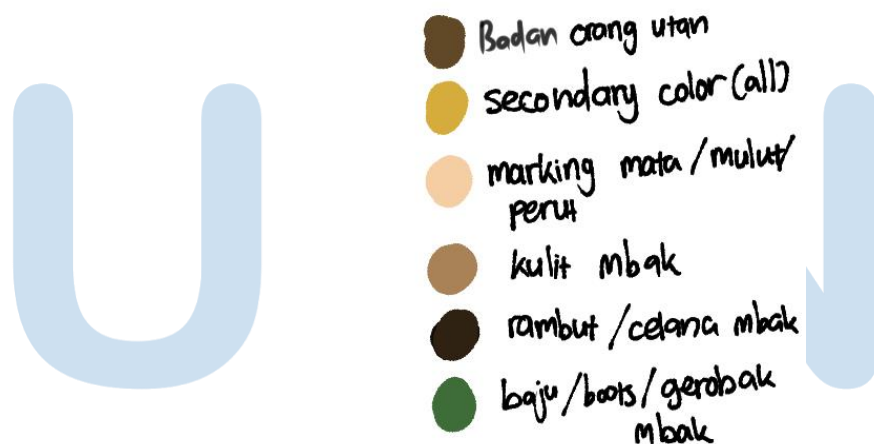 Badan orang utan
secondary color (all)
marking mata / mulut/
perut
kulit mbak
rambut / celana mbak
baju / boots / gerobak
mbak
U
N